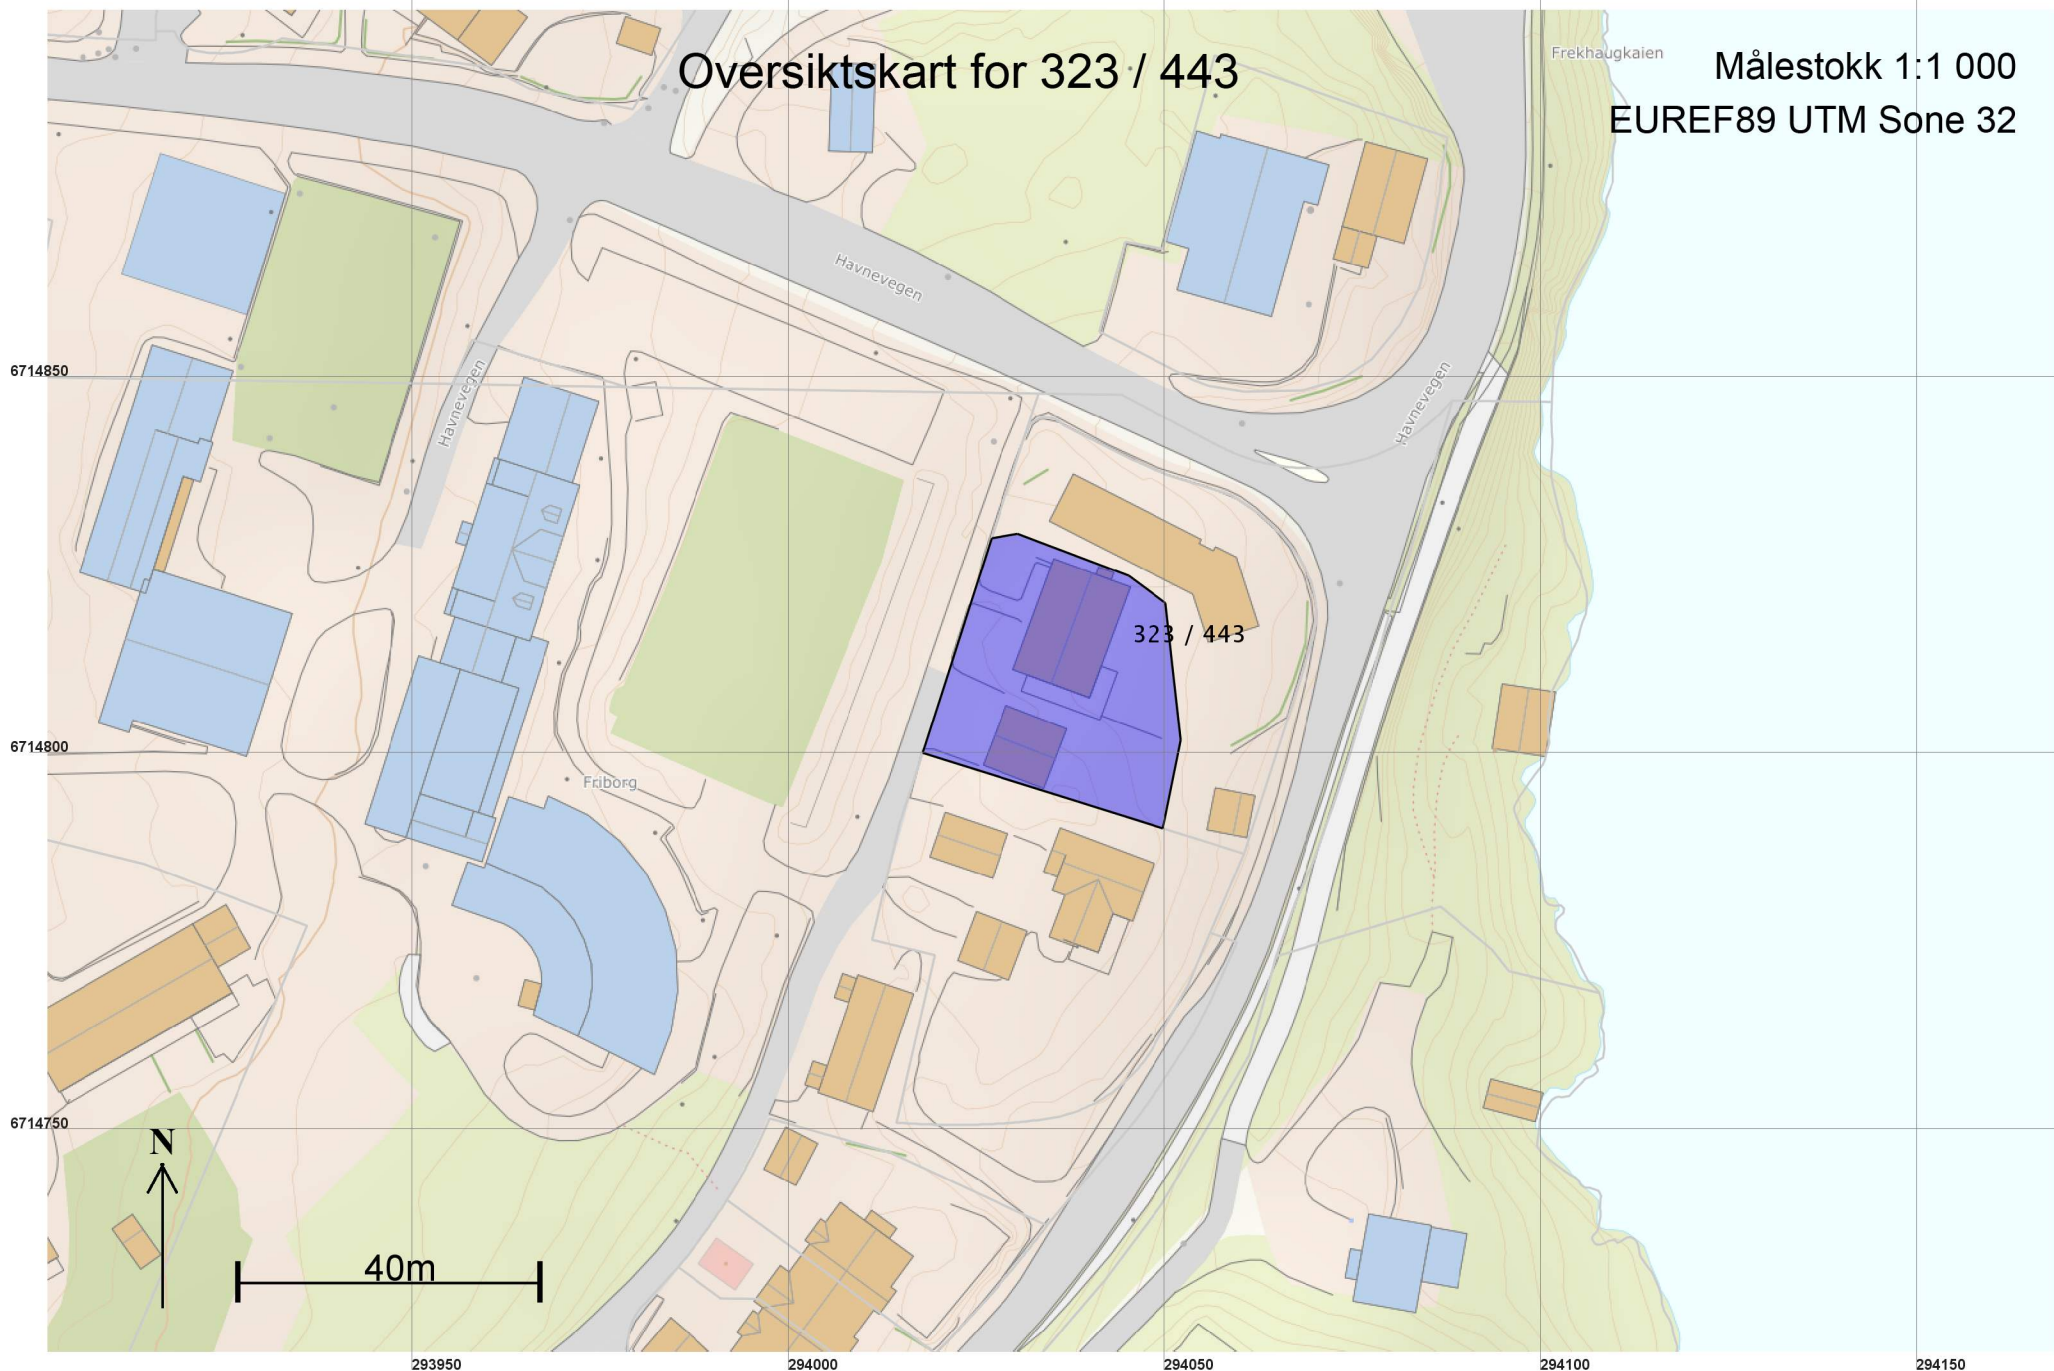 Oversiktskart for 323 / 443
Frekhaugkaien
Målestokk 1:1 000
EUREF89 UTM Sone 32
Havnevegen
6714850
Havnevegen
Havnevegen
323 / 443
6714800
Friborg
6714750
N
40m
293950
294000
294050
294100
294150